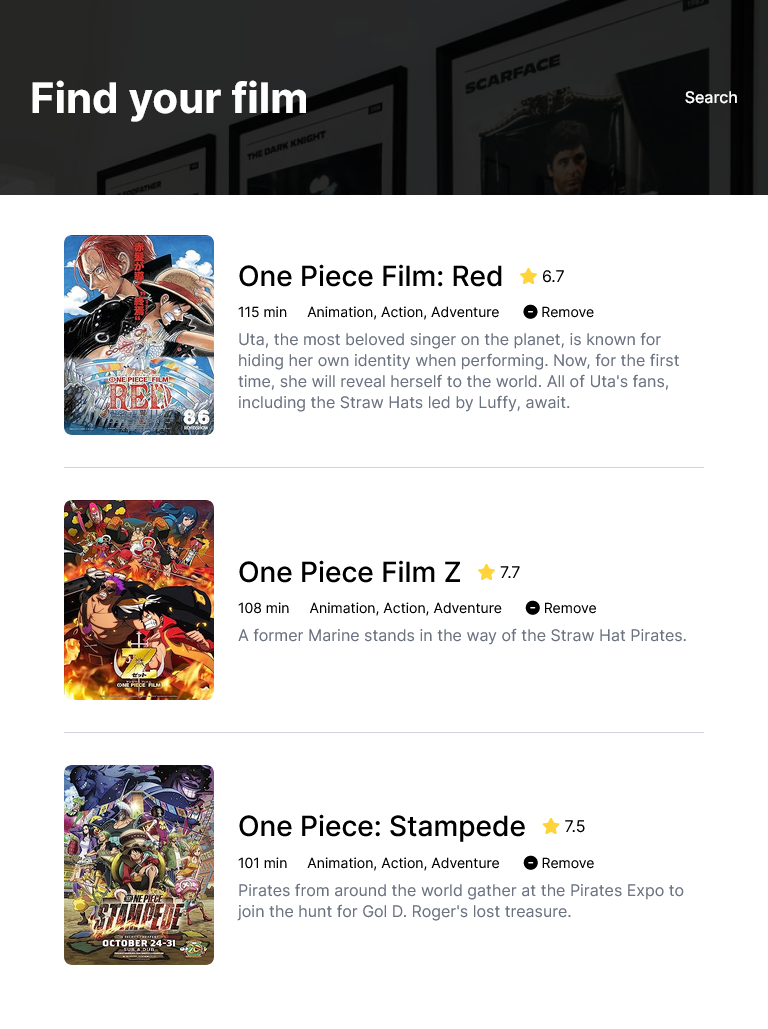 SCARFACE
Find your film
Search
THE DARK KNIGHT
GODFATHER
One Piece Film: Red
6.7
115 min
Animation, Action, Adventure
Remove
Uta, the most beloved singer on the planet, is known for
hiding her own identity when performing. Now, for the first
time, she will reveal herself to the world. All of Uta's fans,
including the Straw Hats led by Luffy, await.
ONE PIECE FILM
RED
8.6
One Piece Film Z
7.7
108 min
Animation, Action, Adventure
Remove
A former Marine stands in the way of the Straw Hat Pirates.
Z
ONE PIECE FILM
One Piece: Stampede
7.5
101 min
Animation, Action, Adventure
Remove
Pirates from around the world gather at the Pirates Expo to
join the hunt for Gol D. Roger's lost treasure.
ONE PIECE
STAMPEDE
OCTOBER 24-31
SUB & DUB